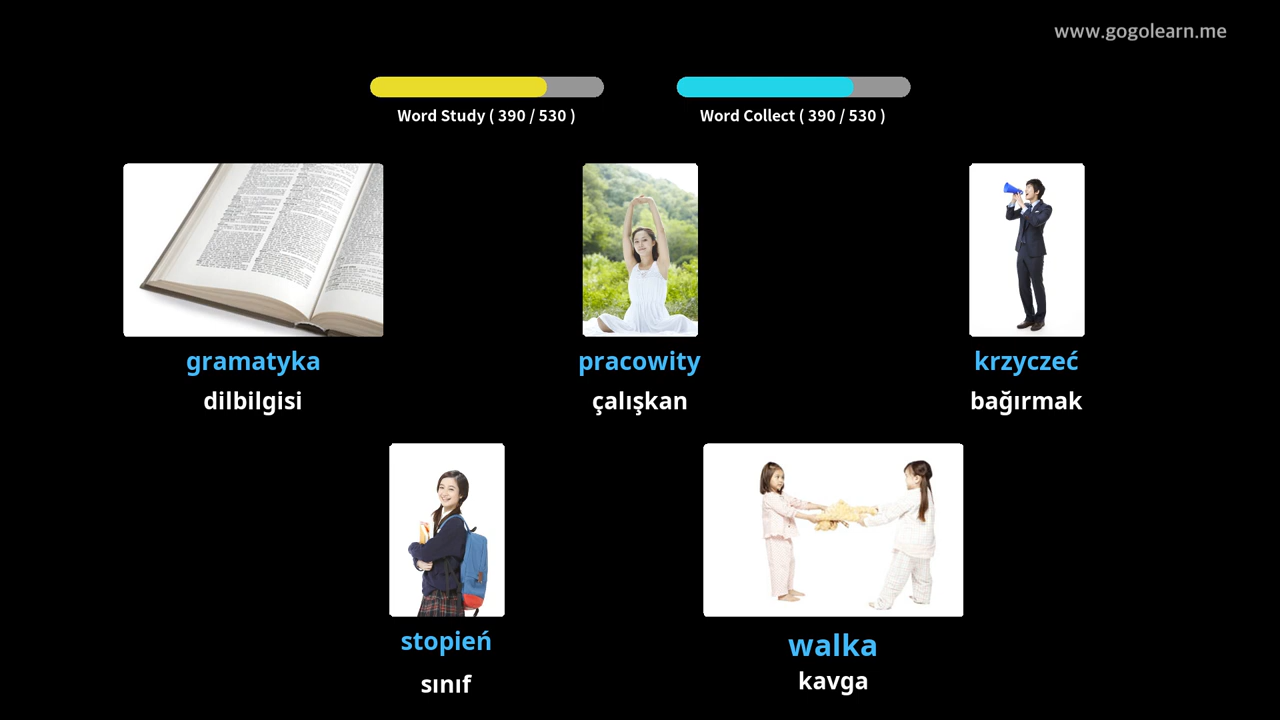 www.gogolearn.me
Word Study ( 390 / 530 )
Word Collect ( 390 / 530 )
gramatyka
dilbilgisi
pracowity
çalışkan
krzyczeć
bağırmak
stopień
sınıf
walka
kavga